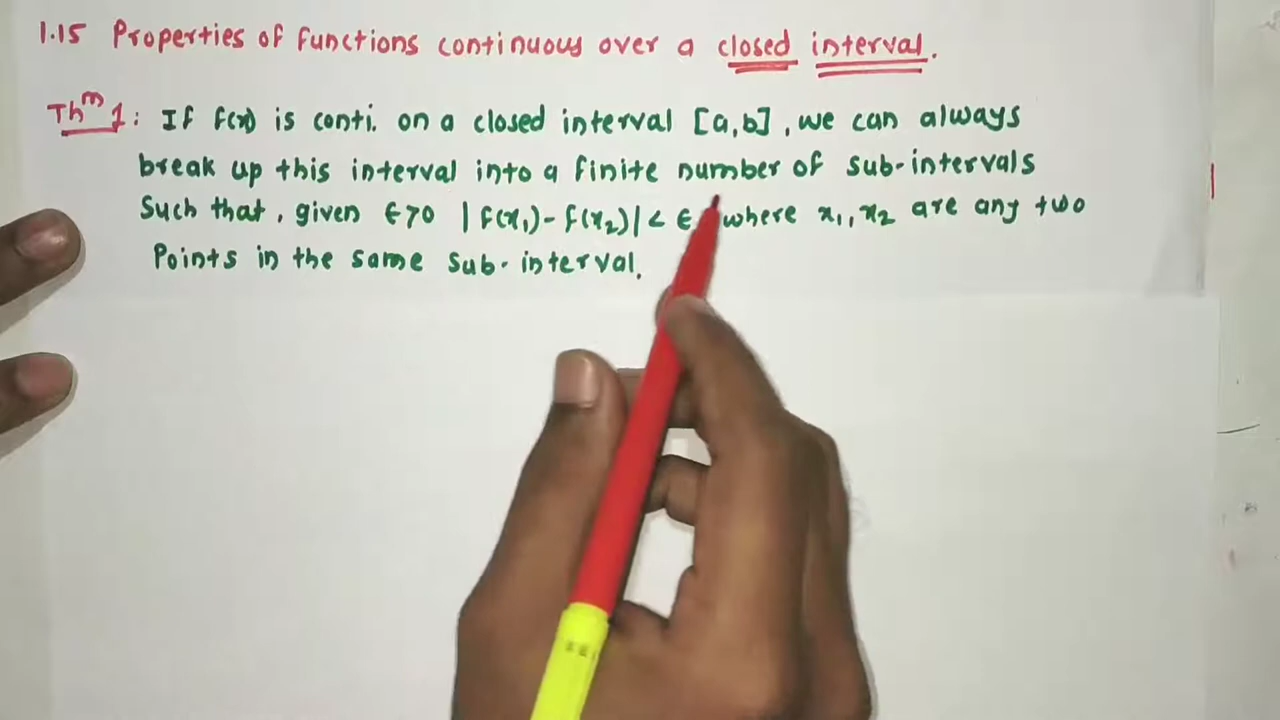 1.15 Properties of functions continuous over a closed interval.
Thm 1: If f(x) is conti. on a closed interval [a,b], we can always
break up this interval into a finite number of sub-intervals
Such that, given ϵ>0 |f(x₁)-f(x₂)|< ϵ, where x₁, x₂ are any two
Points in the same sub-interval.